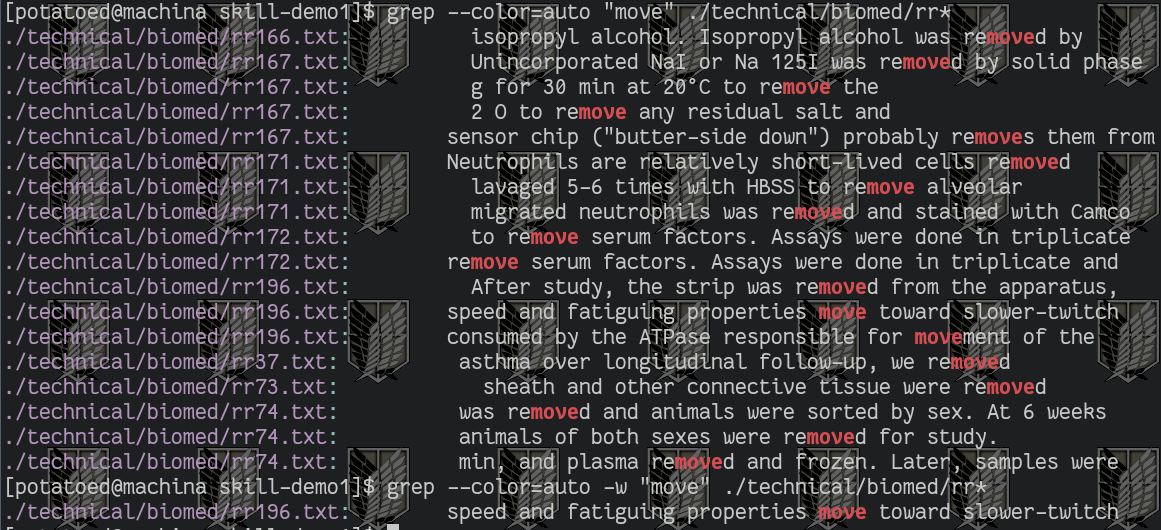 [potatoed@machina skill-demo1]$ grep --color=auto "move" ./technical/biomed/rr*
./technical/biomed/rr166.txt:          isopropyl alcohol. Isopropyl alcohol was removed by
./technical/biomed/rr167.txt:          Unincorporated NaI or Na 125I was removed by solid phase
./technical/biomed/rr167.txt:          g for 30 min at 20°C to remove the
./technical/biomed/rr167.txt:          2 O to remove any residual salt and
./technical/biomed/rr167.txt:        sensor chip ("butter-side down") probably removes them from
./technical/biomed/rr171.txt:        Neutrophils are relatively short-lived cells removed
./technical/biomed/rr171.txt:          lavaged 5-6 times with HBSS to remove alveolar
./technical/biomed/rr171.txt:          migrated neutrophils was removed and stained with Camco
./technical/biomed/rr172.txt:          to remove serum factors. Assays were done in triplicate
./technical/biomed/rr172.txt:        remove serum factors. Assays were done in triplicate and
./technical/biomed/rr196.txt:          After study, the strip was removed from the apparatus,
./technical/biomed/rr196.txt:        speed and fatiguing properties move toward slower-twitch
./technical/biomed/rr196.txt:        consumed by the ATPase responsible for movement of the
./technical/biomed/rr37.txt:          asthma over longitudinal follow-up, we removed
./technical/biomed/rr73.txt:            sheath and other connective tissue were removed
./technical/biomed/rr74.txt:          was removed and animals were sorted by sex. At 6 weeks
./technical/biomed/rr74.txt:          animals of both sexes were removed for study.
./technical/biomed/rr74.txt:          min, and plasma removed and frozen. Later, samples were
[potatoed@machina skill-demo1]$ grep --color=auto -w "move" ./technical/biomed/rr*
./technical/biomed/rr196.txt:        speed and fatiguing properties move toward slower-twitch
[potatoed@machina skill-demo1]$